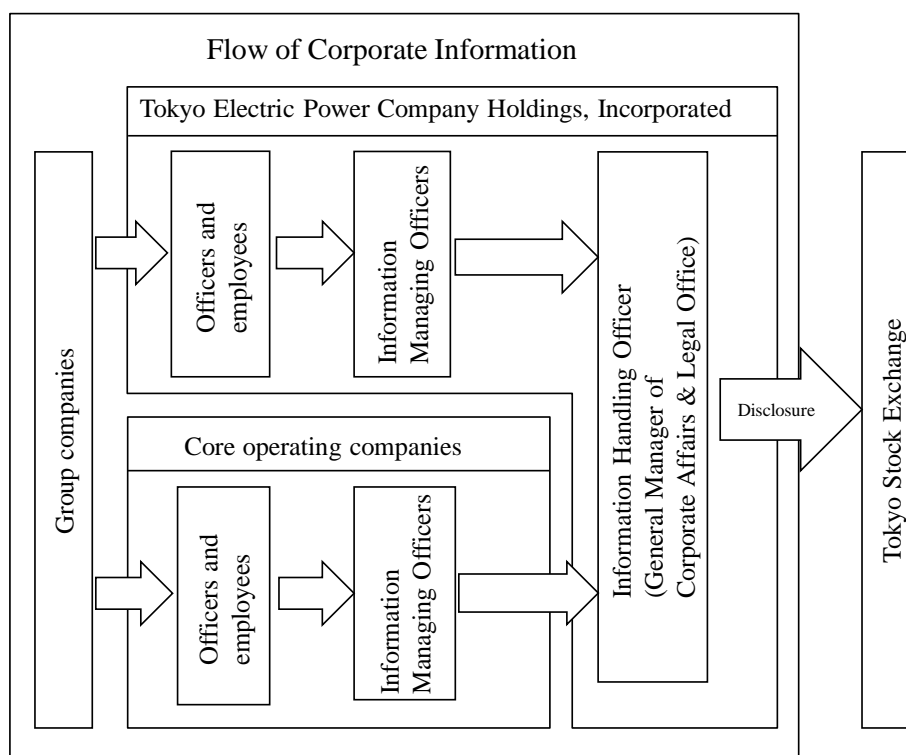 Flow of Corporate Information
Tokyo Electric Power Company Holdings, Incorporated
Group companies
Officers and
employees
Information
Managing Officers
Information Handling Officer
(General Manager of
Corporate Affairs & Legal Office)
Disclosure
Tokyo Stock Exchange
Core operating companies
Officers and
employees
Information
Managing Officers